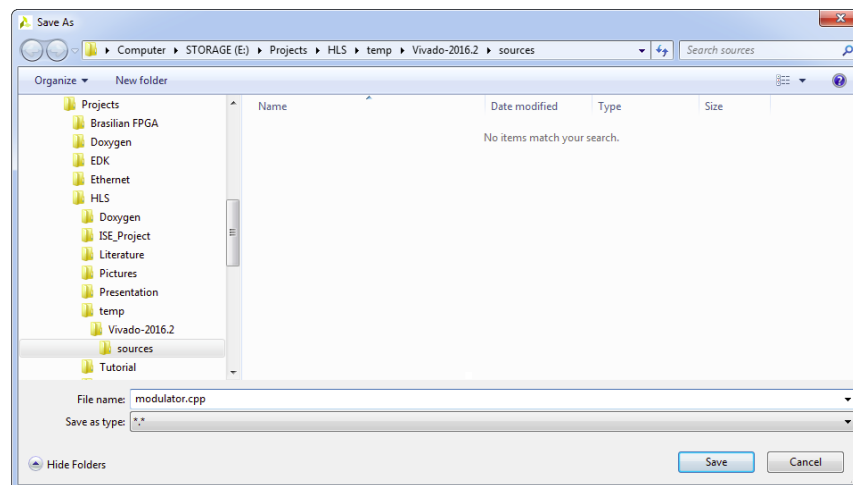 Save As
Computer ▸ STORAGE (E:) ▸ Projects ▸ HLS ▸ temp ▸ Vivado-2016.2 ▸ sources
Search sources
Organize
New folder
Name
Date modified
Type
Size
No items match your search.
Projects
Brasilian FPGA
Doxygen
EDK
Ethernet
HLS
Doxygen
ISE_Project
Literature
Pictures
Presentation
temp
Vivado-2016.2
sources
Tutorial
File name: modulator.cpp
Save as type: *.*
Hide Folders
Save
Cancel